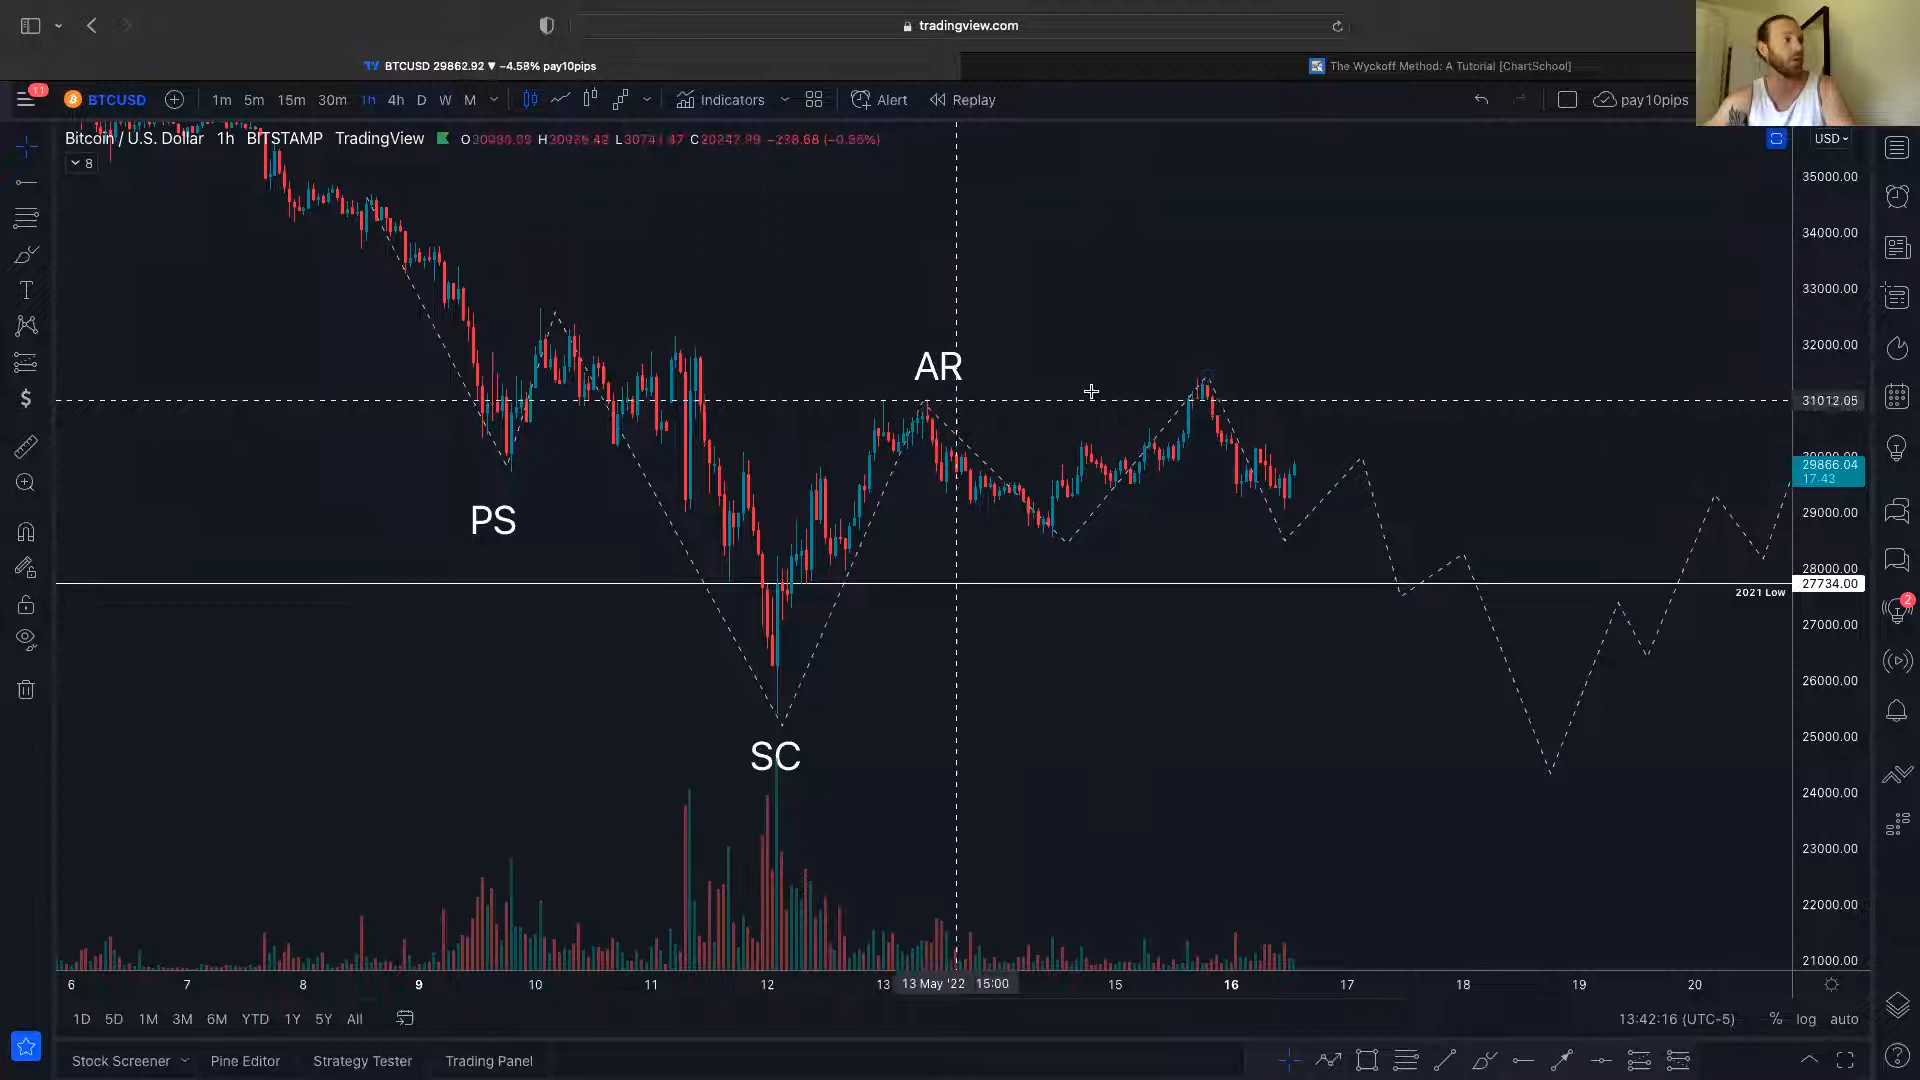 tradingview.com
BTCUSD 29862.92 ▼ −4.58% pay10pips
The Wyckoff Method: A Tutorial [ChartSchool]
11
BTCUSD 1m 5m 15m 30m 1h 4h D W M Indicators Alert Replay pay10pips
Bitcoin / U.S. Dollar 1h BITSTAMP TradingView
8
USD
35000.00
34000.00
33000.00
32000.00
AR
31012.05
29866.04
17:43
PS
29000.00
28000.00
27734.00
2021 Low
2
27000.00
26000.00
25000.00
SC
24000.00
23000.00
22000.00
21000.00
6 7 8 9 10 11 12 13 13 May '22 15:00 15 16 17 18 19 20
1D 5D 1M 3M 6M YTD 1Y 5Y All 13:42:16 (UTC-5) % log auto
Stock Screener Pine Editor Strategy Tester Trading Panel